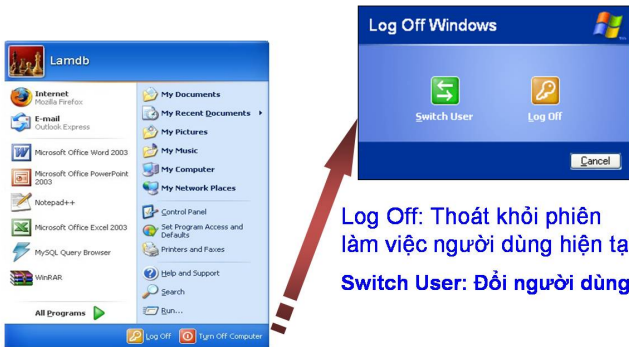 Lamdb
Internet
Mozilla Firefox
E-mail
Outlook Express
Microsoft Office Word 2003
Microsoft Office PowerPoint
2003
Notepad++
Microsoft Office Excel 2003
MySQL Query Browser
WinRAR
All Programs
My Documents
My Recent Documents
My Pictures
My Music
My Computer
My Network Places
Control Panel
Set Program Access and
Defaults
Printers and Faxes
Help and Support
Search
Run...
Log Off
Turn Off Computer
Log Off Windows
Switch User
Log Off
Cancel
Log Off: Thoát khỏi phiên
làm việc người dùng hiện tạ
Switch User: Đổi người dùng